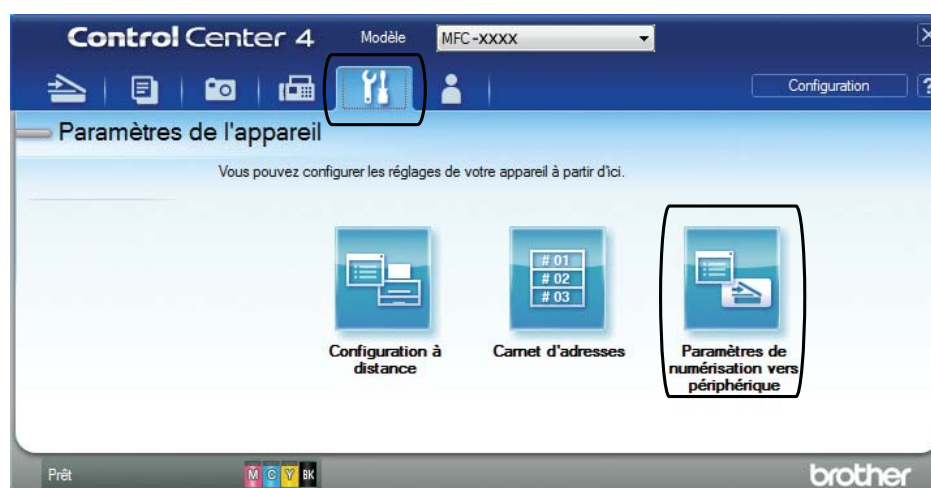 Control Center 4
Modèle
MFC-XXXX
Configuration
?
Paramètres de l'appareil
Vous pouvez configurer les réglages de votre appareil à partir d'ici.
# 01
# 02
# 03
Configuration à
distance
Carnet d'adresses
Paramètres de
numérisation vers
périphérique
Prêt
M C Y BK
brother